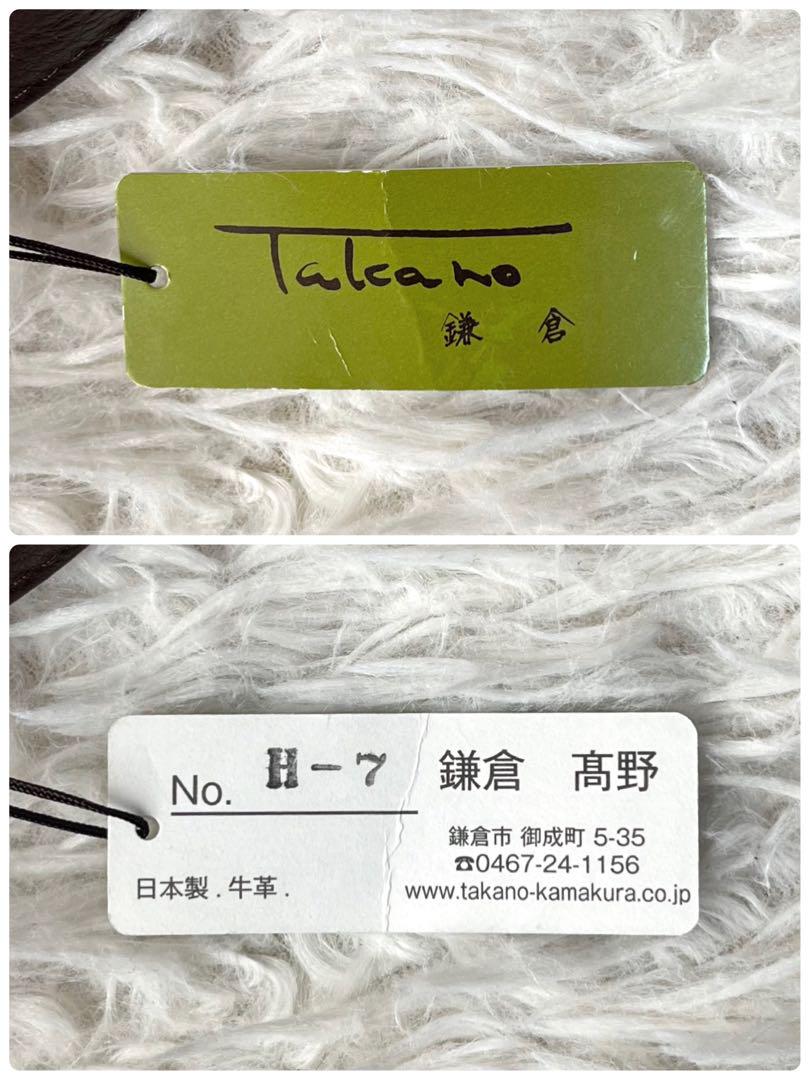 Takano
鎌 倉
No. H-7
鎌倉 髙野
鎌倉市 御成町 5-35
☎0467-24-1156
www.takano-kamakura.co.jp
日本製 . 牛革 .